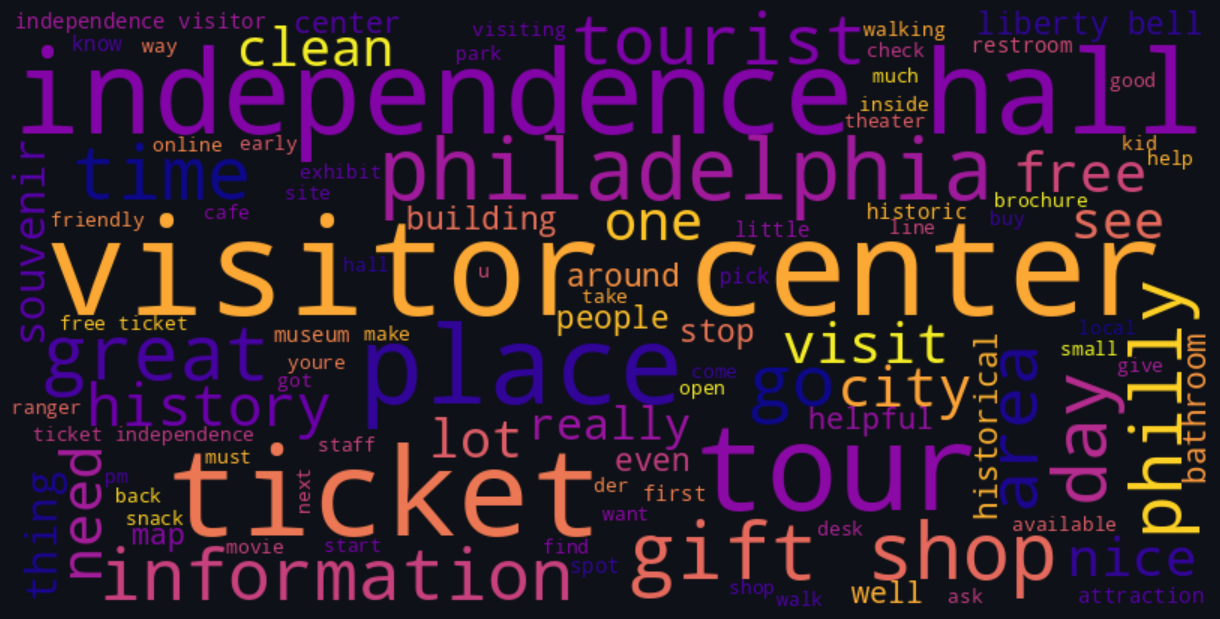 independence visitor
center
visiting
tourist
walking
liberty bell
know
way
clean
park
check
restroom
independence hall
much
good
inside
theater
online
early
kid
help
time
exhibit
philadelphia
free
site
souvenir
brochure
friendly
cafe
building
one
historic
buy
see
little
line
visitor center
hall
u
around
pick
take
free ticket
people
stop
visit
philly
local
museum
make
small
great
youre
place
come
go
city
historical
area
give
bathroom
got
open
day
ranger
history
really
helpful
ticket independence
staff
lot
tour
must
even
need
ticket
pm
next
der
first
thing
back
snack
want
map
desk
available
movie
start
find
gift shop
nice
information
spot
shop
walk
well
ask
attraction